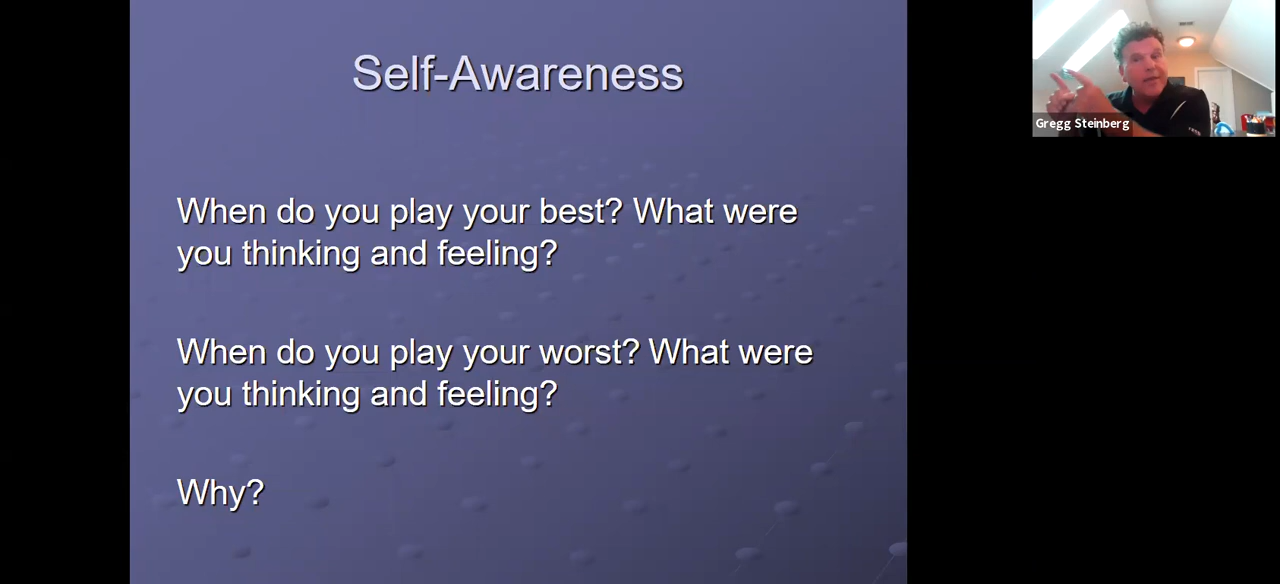 Self-Awareness
Gregg Steinberg
When do you play your best? What were
you thinking and feeling?
When do you play your worst? What were
you thinking and feeling?
Why?